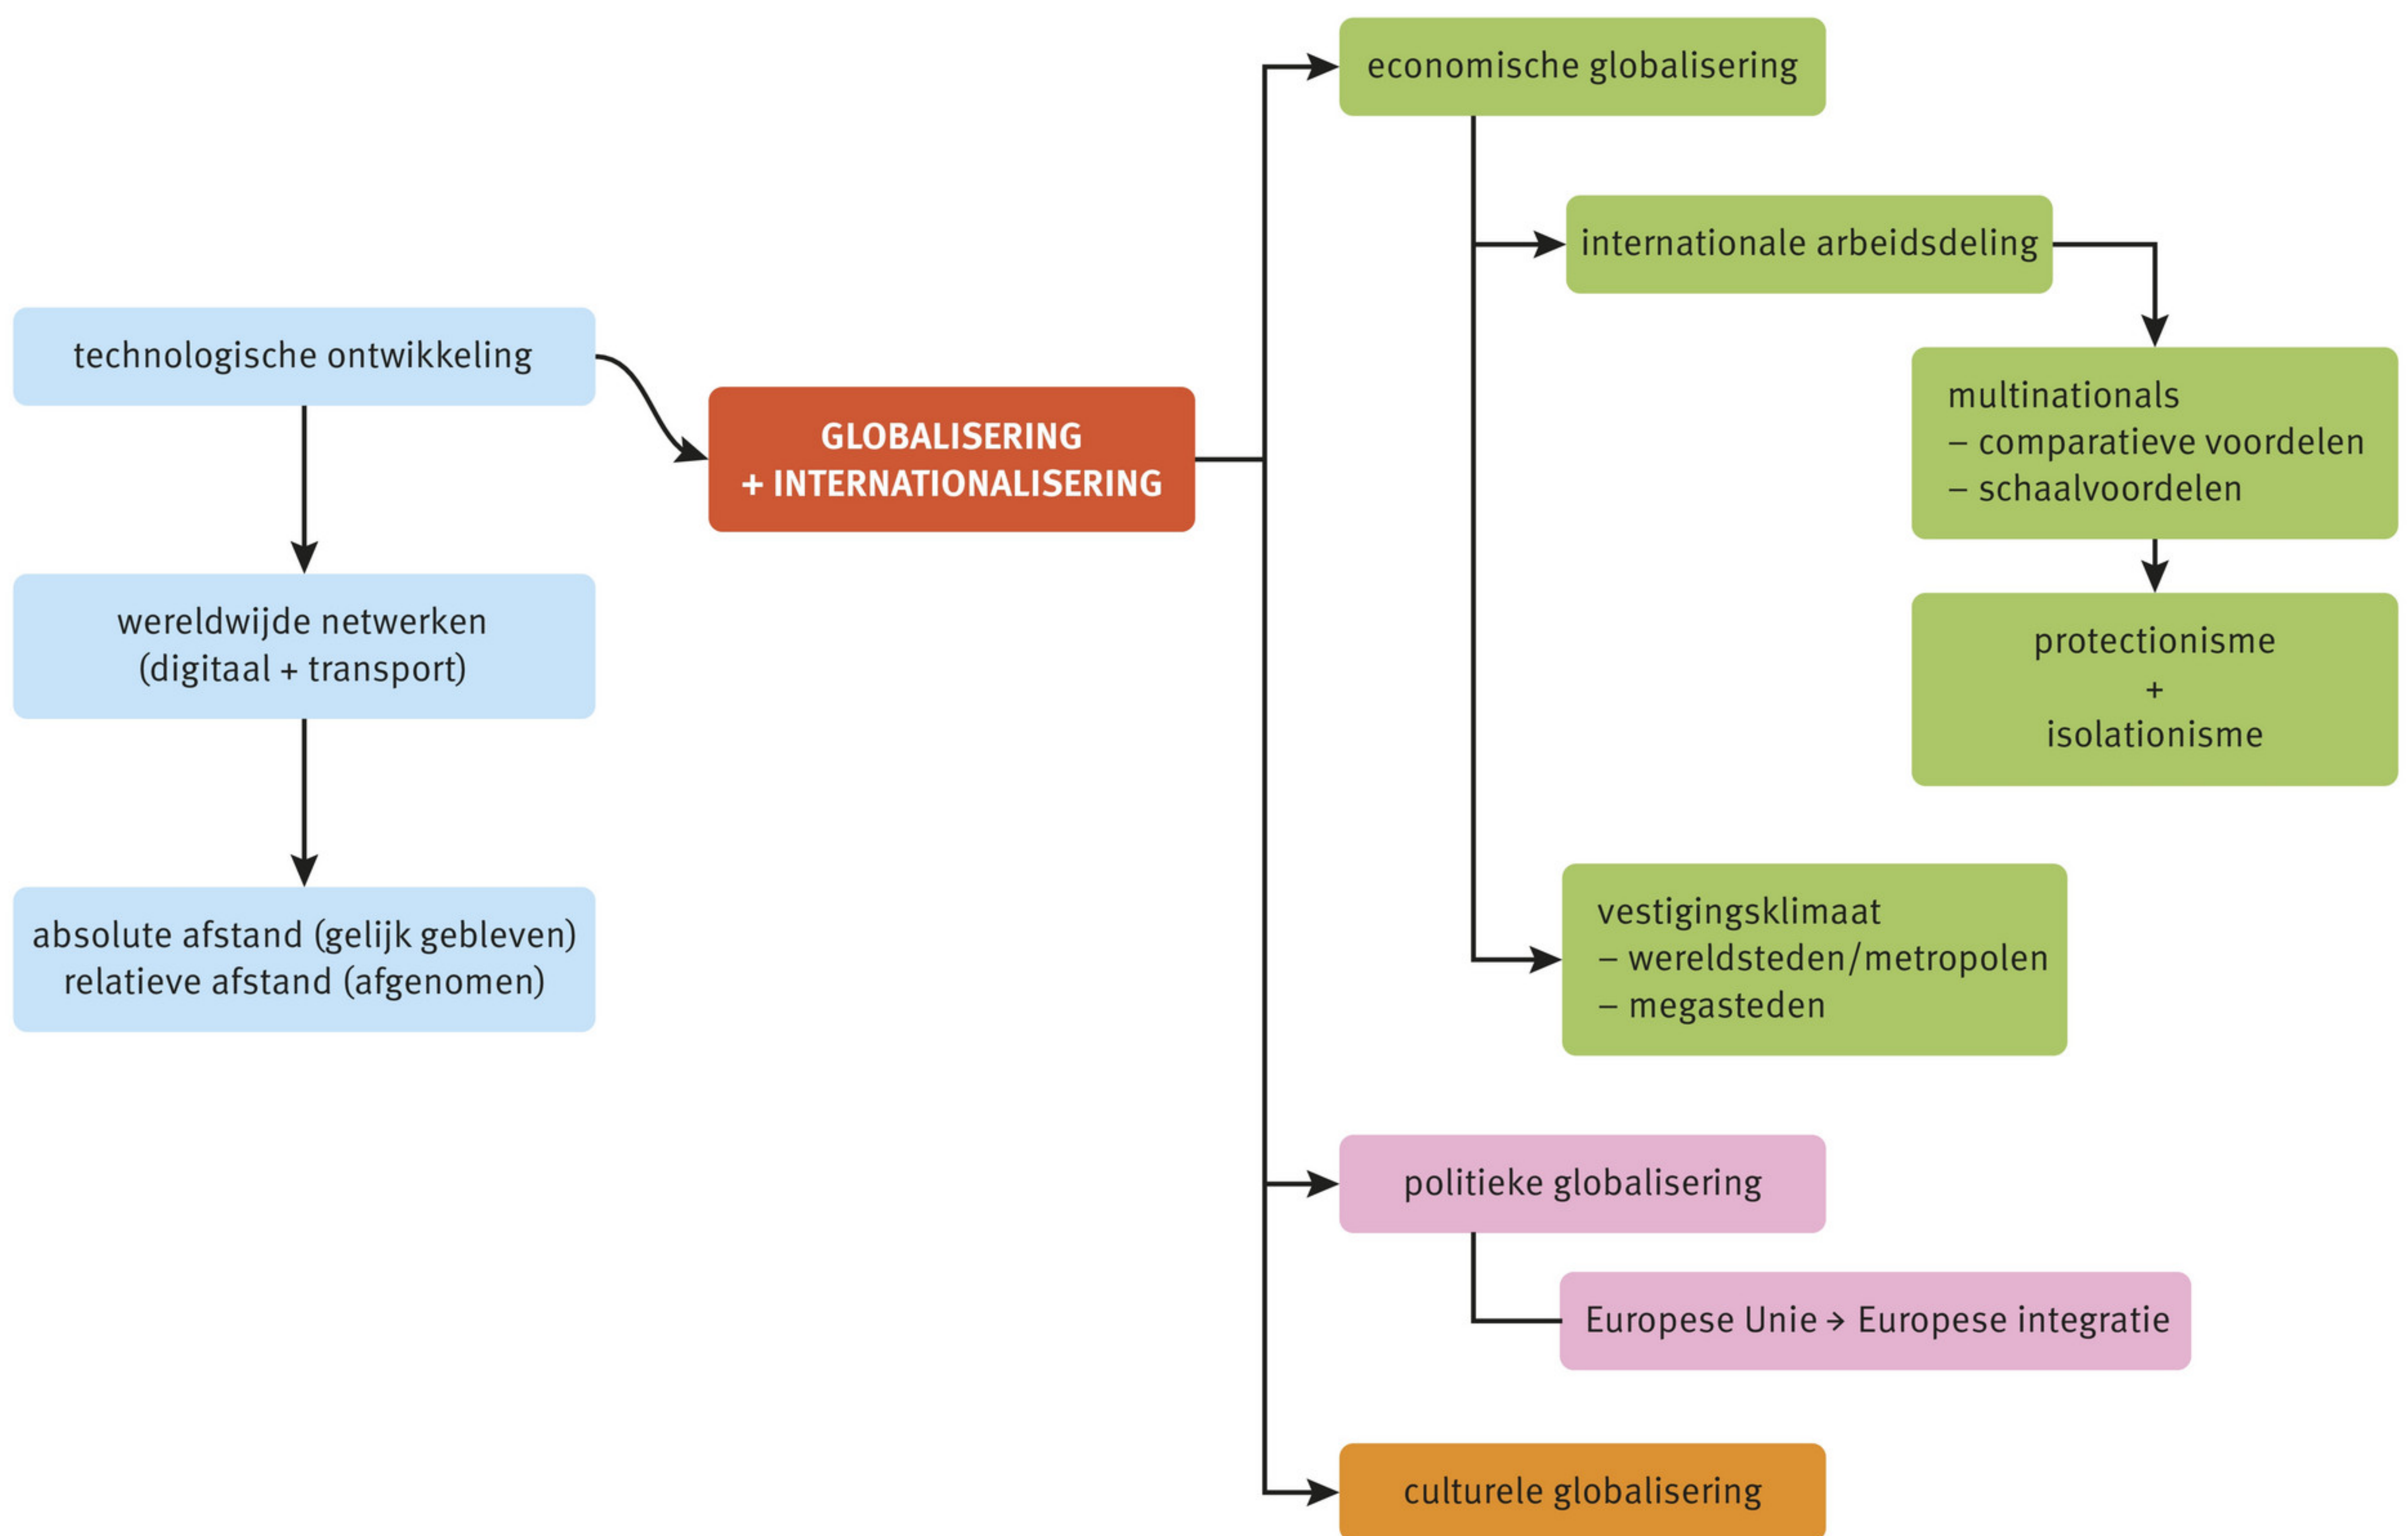 economische globalisering
internationale arbeidsdeling
technologische ontwikkeling
GLOBALISERING
+ INTERNATIONALISERING
multinationals
– comparatieve voordelen
– schaalvoordelen
wereldwijde netwerken
(digitaal + transport)
protectionisme
+
isolationisme
absolute afstand (gelijk gebleven)
relatieve afstand (afgenomen)
vestigingsklimaat
– wereldsteden/metropolen
– megasteden
politieke globalisering
Europese Unie → Europese integratie
culturele globalisering